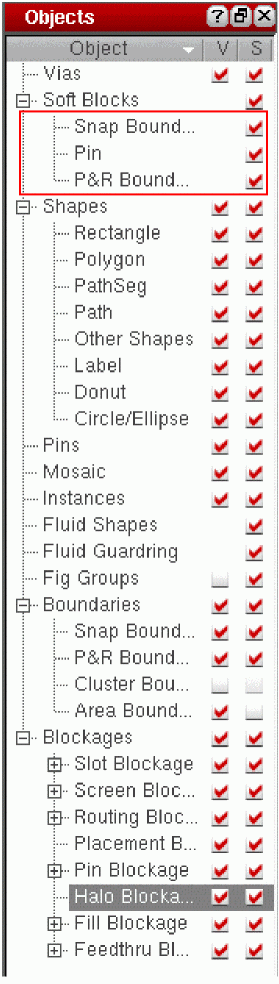 Objects ?
Object V S
Vias
Soft Blocks
Snap Bound...
Pin
P&R Bound...
Shapes
Rectangle
Polygon
PathSeg
Path
Other Shapes
Label
Donut
Circle/Ellipse
Pins
Mosaic
Instances
Fluid Shapes
Fluid Guardring
Fig Groups
Boundaries
Snap Bound...
P&R Bound...
Cluster Bou...
Area Bound...
Blockages
Slot Blockage
Screen Bloc...
Routing Bloc...
Placement B...
Pin Blockage
Halo Blocka...
Fill Blockage
Feedthru Bl...